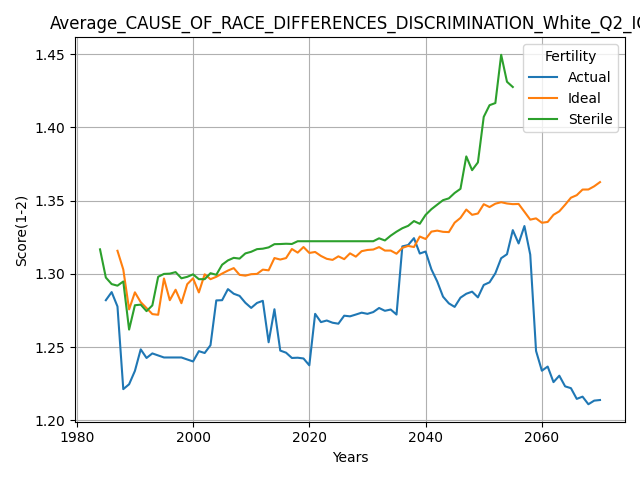 Average_CAUSE_OF_RACE_DIFFERENCES_DISCRIMINATION_White_Q2_IC
Fertility
Actual
Ideal
Sterile
Score(1-2)
1.45
1.40
1.35
1.30
1.25
1.20
1980
2000
2020
2040
2060
Years